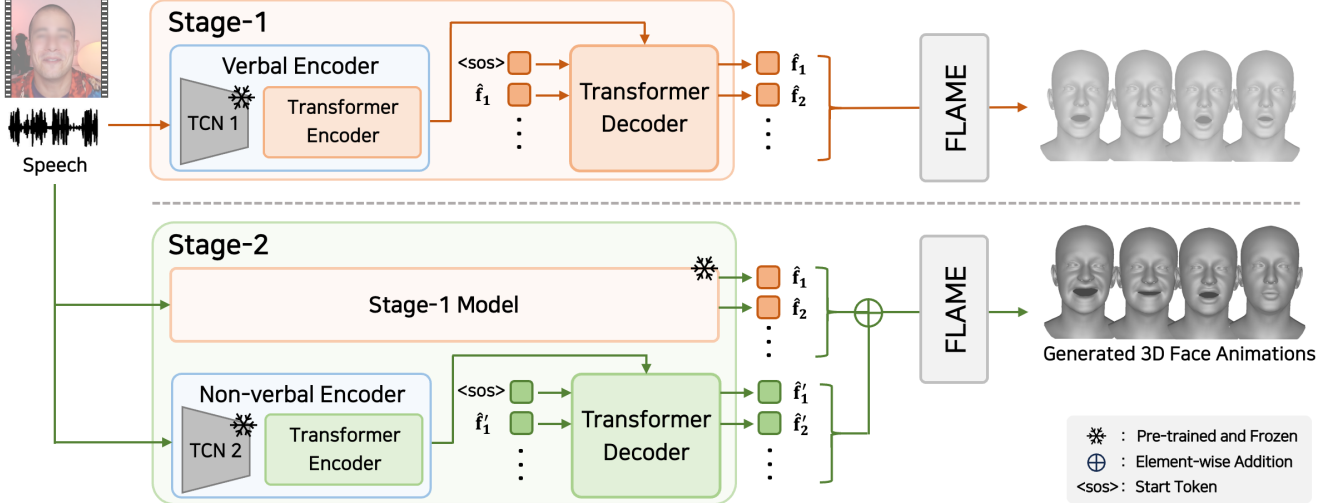 Stage-1
Verbal Encoder
TCN 1
Transformer
Encoder
<sos>
f̂₁
Transformer
Decoder
f̂₁
f̂₂
FLAME
Speech
Stage-2
Stage-1 Model
f̂₁
f̂₂
Non-verbal Encoder
TCN 2
Transformer
Encoder
<sos>
f̂′₁
Transformer
Decoder
f̂′₁
f̂′₂
FLAME
Generated 3D Face Animations
: Pre-trained and Frozen
: Element-wise Addition
<sos> : Start Token